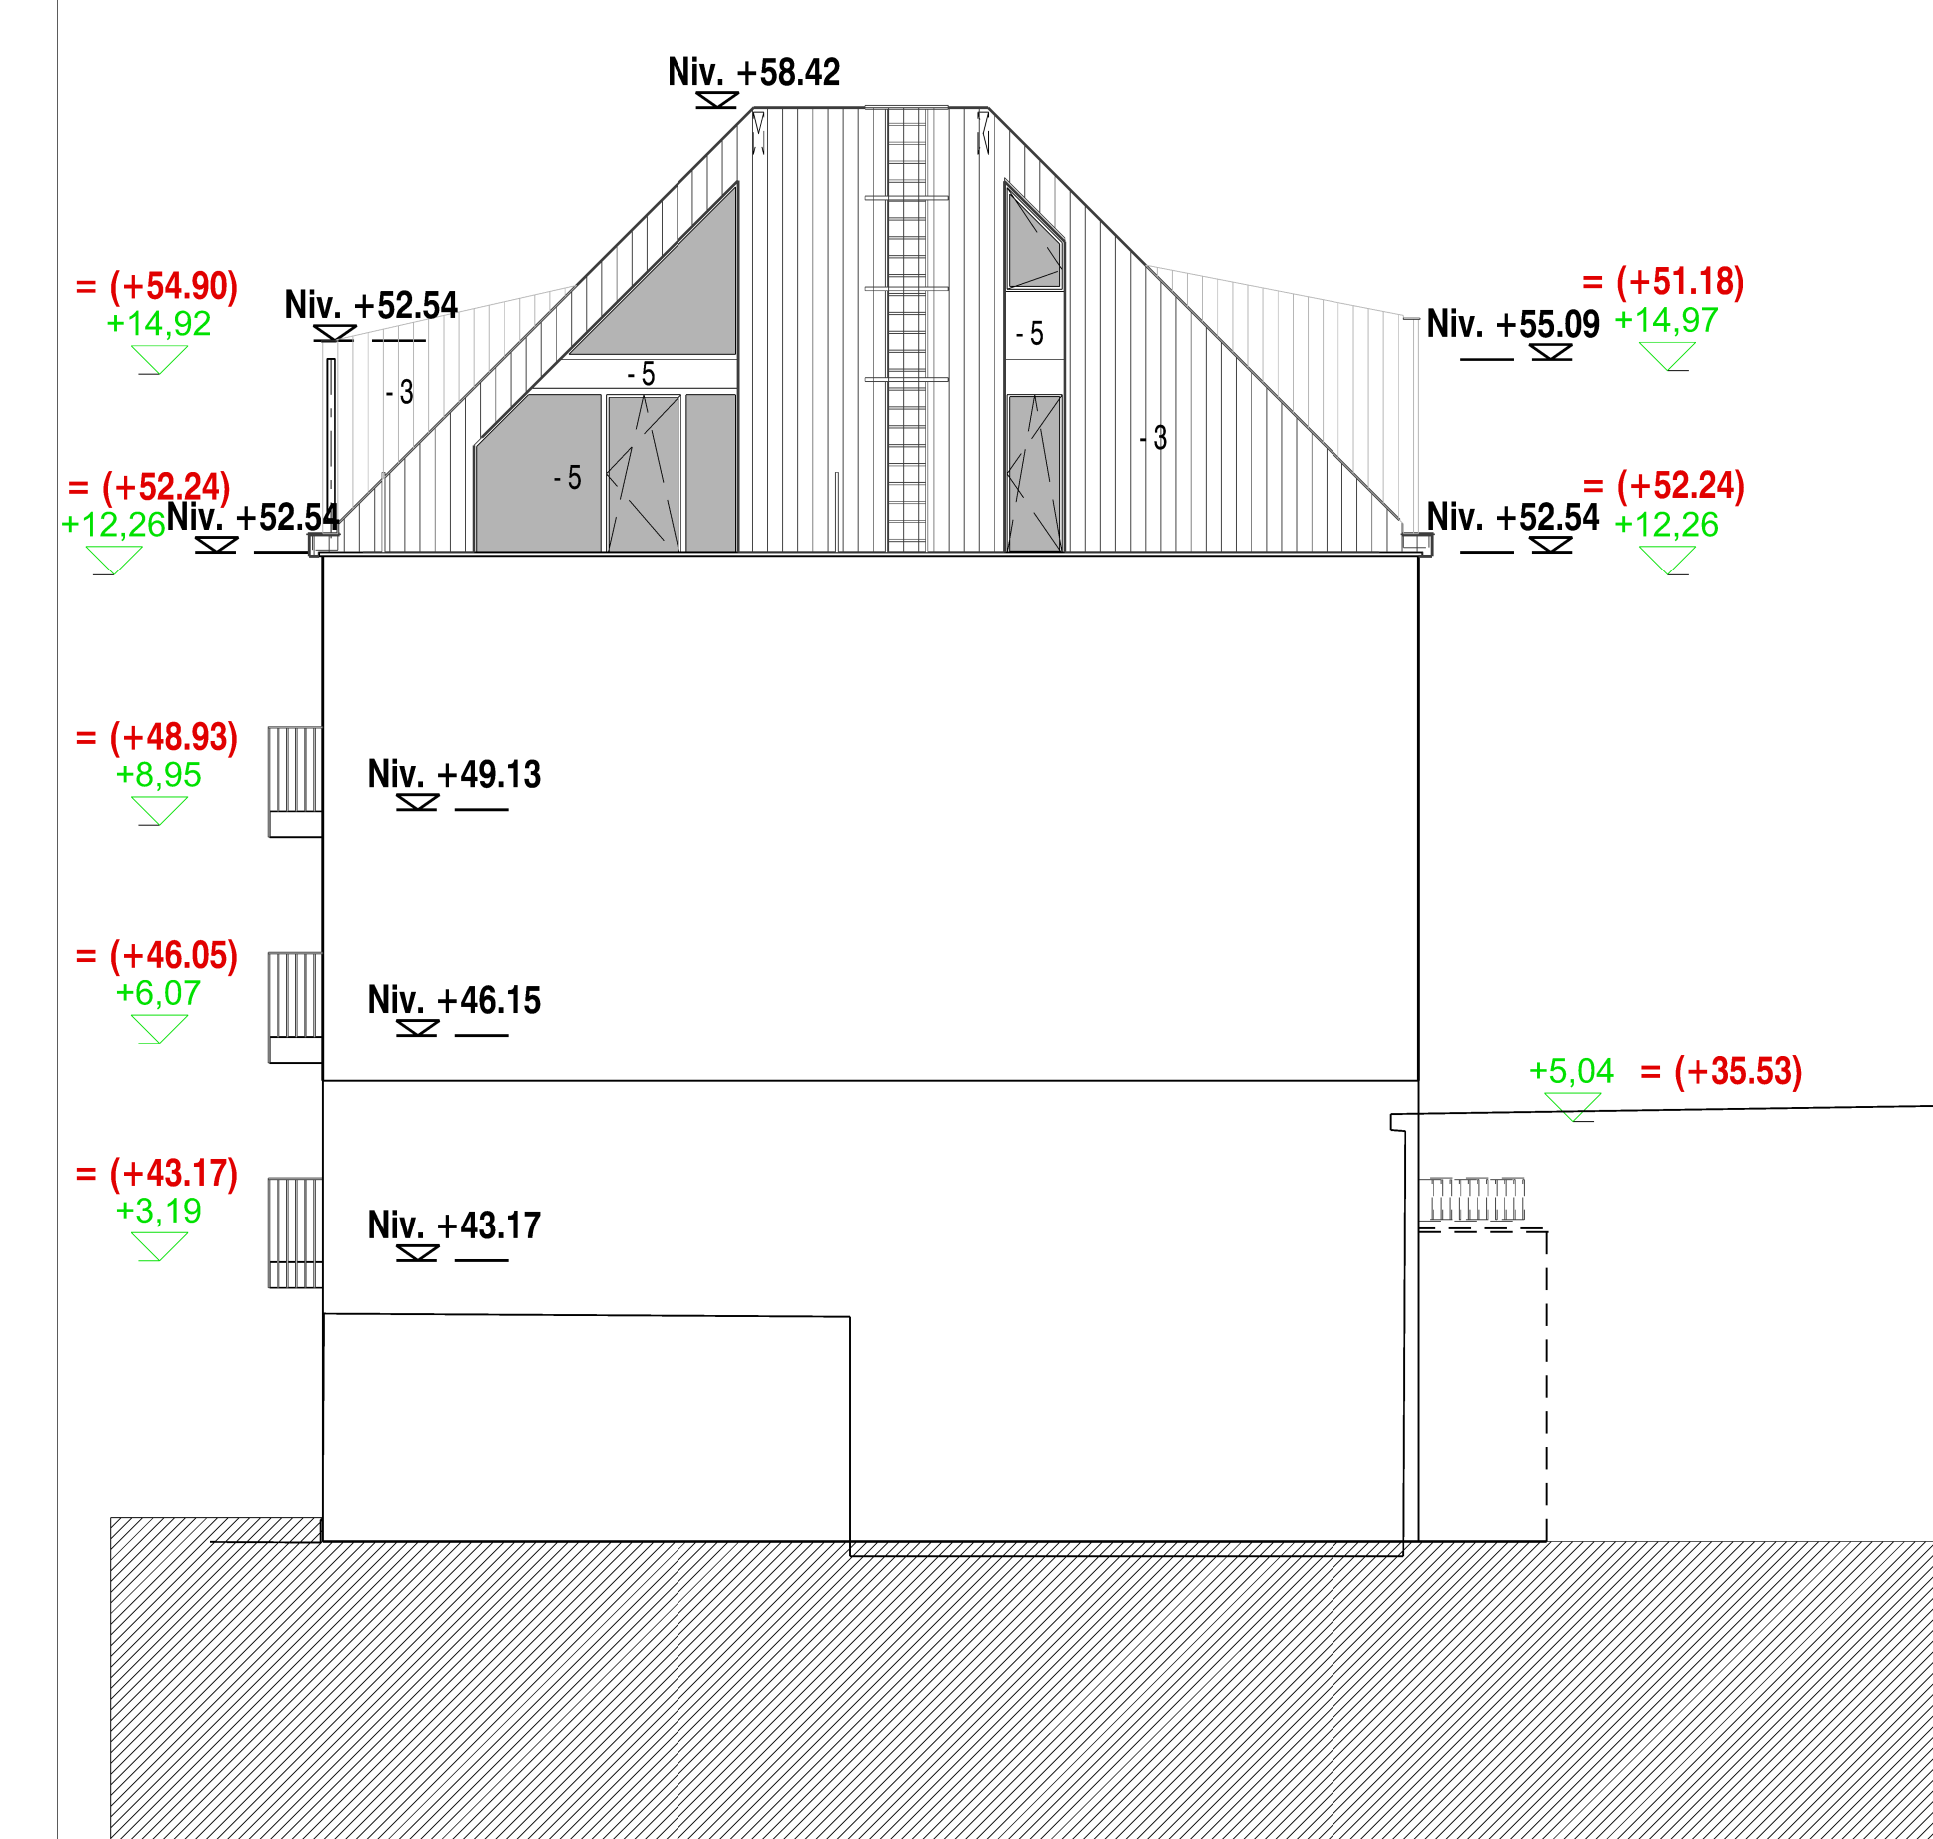 Niv. +58.42
= (+54.90)
+14,92
Niv. +52.54
= (+51.18)
Niv. +55.09 +14,97
- 5
- 5
- 3
- 3
- 5
= (+52.24)
+12,26 Niv. +52.54
= (+52.24)
Niv. +52.54 +12,26
= (+48.93)
+8,95
Niv. +49.13
= (+46.05)
+6,07
Niv. +46.15
+5,04 = (+35.53)
= (+43.17)
+3,19
Niv. +43.17